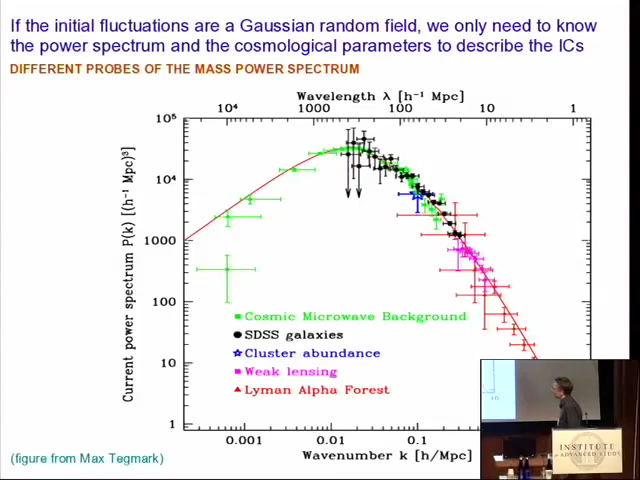 If the initial fluctuations are a Gaussian random field, we only need to know
the power spectrum and the cosmological parameters to describe the ICs
DIFFERENT PROBES OF THE MASS POWER SPECTRUM
Wavelength λ [h⁻¹ Mpc]
10⁴ 1000 100 10 1
10⁵
10⁴
1000
100
10
1
Current power spectrum P(k) [(h⁻¹ Mpc)³]
Cosmic Microwave Background
SDSS galaxies
Cluster abundance
Weak lensing
Lyman Alpha Forest
0.001 0.01 0.1
Wavenumber k [h/Mpc]
(figure from Max Tegmark)
10
INSTITUTE
for ADVANCED STUDY